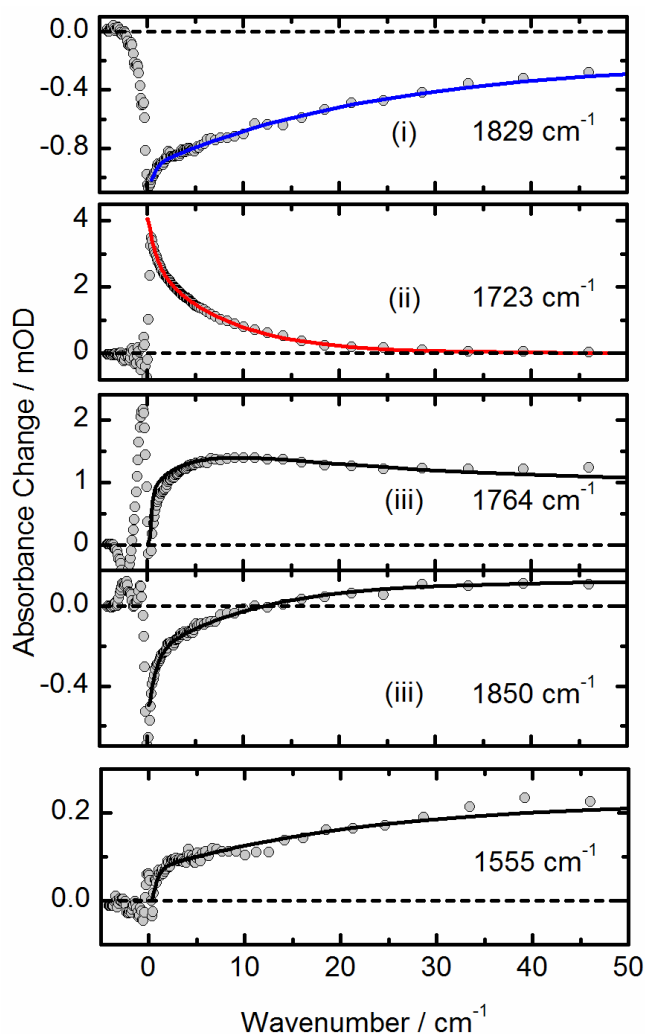 0.0
-0.4
-0.8
(i) 1829 cm⁻¹
4
2
0
(ii) 1723 cm⁻¹
2
1
0
(iii) 1764 cm⁻¹
0.0
-0.4
(iii) 1850 cm⁻¹
0.2
0.0
1555 cm⁻¹
0 10 20 30 40 50
Absorbance Change / mOD
Wavenumber / cm⁻¹